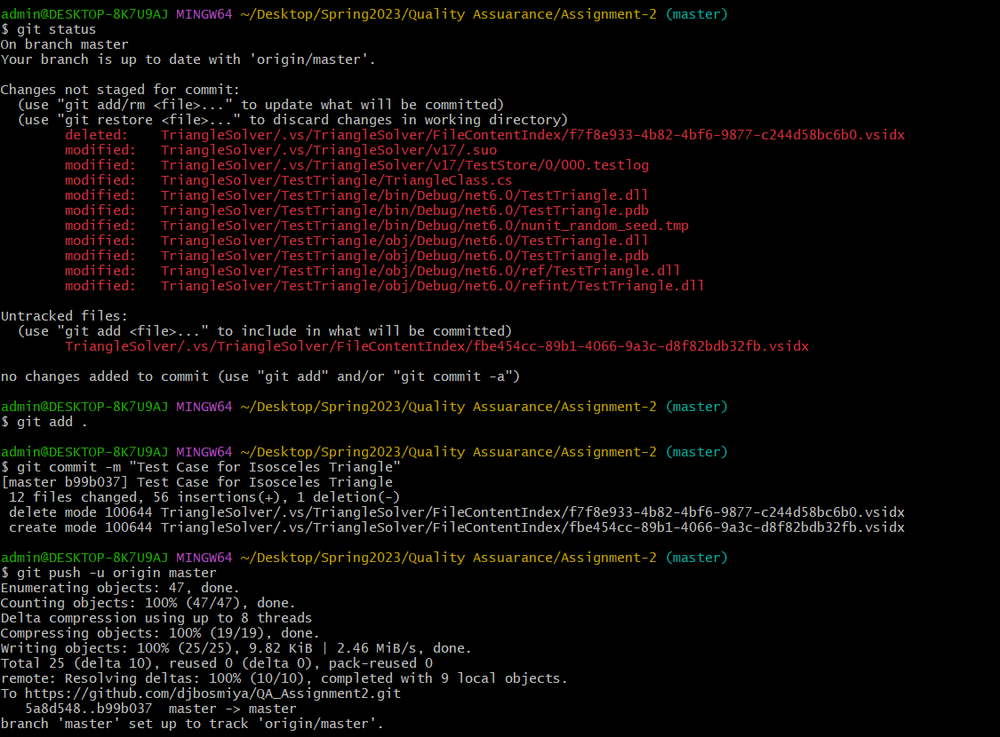 admin@DESKTOP-8K7U9AJ MINGW64 ~/Desktop/Spring2023/Quality Assuarance/Assignment-2 (master)
$ git status
On branch master
Your branch is up to date with 'origin/master'.

Changes not staged for commit:
  (use "git add/rm <file>..." to update what will be committed)
  (use "git restore <file>..." to discard changes in working directory)
        deleted:    TriangleSolver/.vs/TriangleSolver/FileContentIndex/f7f8e933-4b82-4bf6-9877-c244d58bc6b0.vsidx
        modified:   TriangleSolver/.vs/TriangleSolver/v17/.suo
        modified:   TriangleSolver/.vs/TriangleSolver/v17/TestStore/0/000.testlog
        modified:   TriangleSolver/TestTriangle/TriangleClass.cs
        modified:   TriangleSolver/TestTriangle/bin/Debug/net6.0/TestTriangle.dll
        modified:   TriangleSolver/TestTriangle/bin/Debug/net6.0/TestTriangle.pdb
        modified:   TriangleSolver/TestTriangle/bin/Debug/net6.0/nunit_random_seed.tmp
        modified:   TriangleSolver/TestTriangle/obj/Debug/net6.0/TestTriangle.dll
        modified:   TriangleSolver/TestTriangle/obj/Debug/net6.0/TestTriangle.pdb
        modified:   TriangleSolver/TestTriangle/obj/Debug/net6.0/ref/TestTriangle.dll
        modified:   TriangleSolver/TestTriangle/obj/Debug/net6.0/refint/TestTriangle.dll

Untracked files:
  (use "git add <file>..." to include in what will be committed)
        TriangleSolver/.vs/TriangleSolver/FileContentIndex/fbe454cc-89b1-4066-9a3c-d8f82bdb32fb.vsidx

no changes added to commit (use "git add" and/or "git commit -a")

admin@DESKTOP-8K7U9AJ MINGW64 ~/Desktop/Spring2023/Quality Assuarance/Assignment-2 (master)
$ git add .

admin@DESKTOP-8K7U9AJ MINGW64 ~/Desktop/Spring2023/Quality Assuarance/Assignment-2 (master)
$ git commit -m "Test Case for Isosceles Triangle"
[master b99b037] Test Case for Isosceles Triangle
 12 files changed, 56 insertions(+), 1 deletion(-)
 delete mode 100644 TriangleSolver/.vs/TriangleSolver/FileContentIndex/f7f8e933-4b82-4bf6-9877-c244d58bc6b0.vsidx
 create mode 100644 TriangleSolver/.vs/TriangleSolver/FileContentIndex/fbe454cc-89b1-4066-9a3c-d8f82bdb32fb.vsidx

admin@DESKTOP-8K7U9AJ MINGW64 ~/Desktop/Spring2023/Quality Assuarance/Assignment-2 (master)
$ git push -u origin master
Enumerating objects: 47, done.
Counting objects: 100% (47/47), done.
Delta compression using up to 8 threads
Compressing objects: 100% (19/19), done.
Writing objects: 100% (25/25), 9.82 KiB | 2.46 MiB/s, done.
Total 25 (delta 10), reused 0 (delta 0), pack-reused 0
remote: Resolving deltas: 100% (10/10), completed with 9 local objects.
To https://github.com/djbosmiya/QA_Assignment2.git
   5a8d548..b99b037  master -> master
branch 'master' set up to track 'origin/master'.